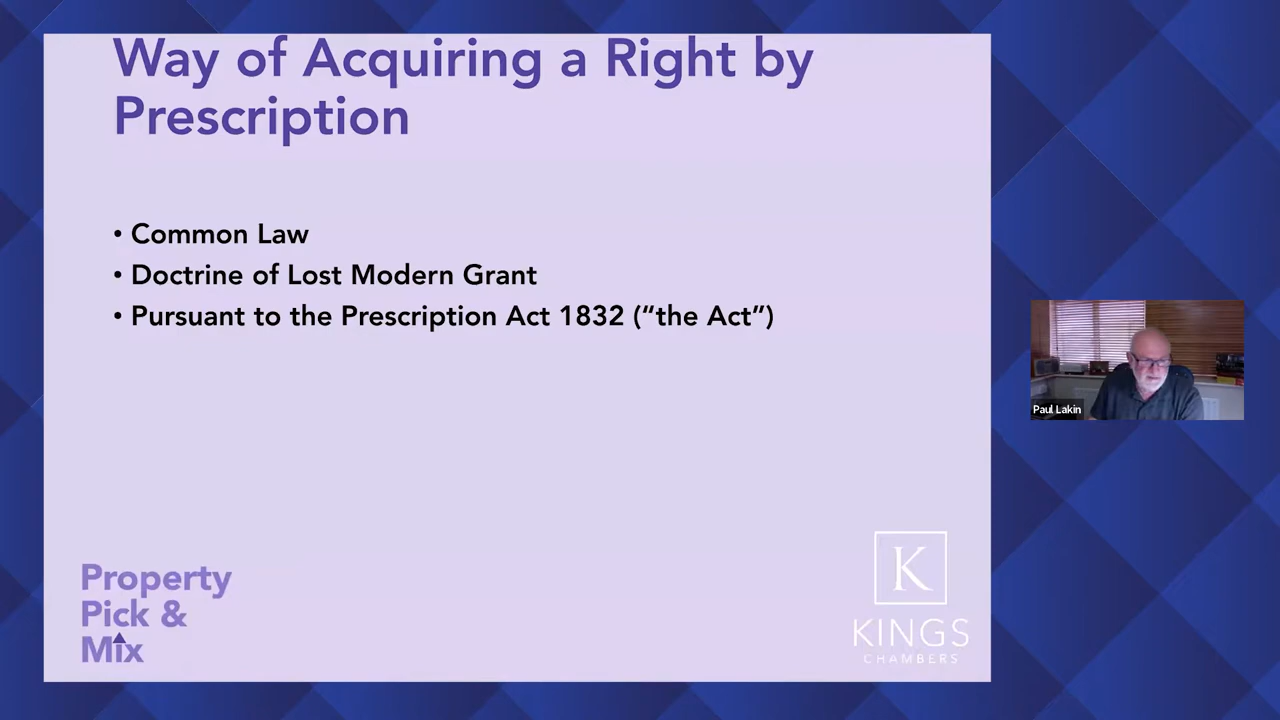 Way of Acquiring a Right by
Prescription
• Common Law
• Doctrine of Lost Modern Grant
• Pursuant to the Prescription Act 1832 (“the Act”)
Paul Lakin
Property
Pick &
Mix
K
KINGS
CHAMBERS